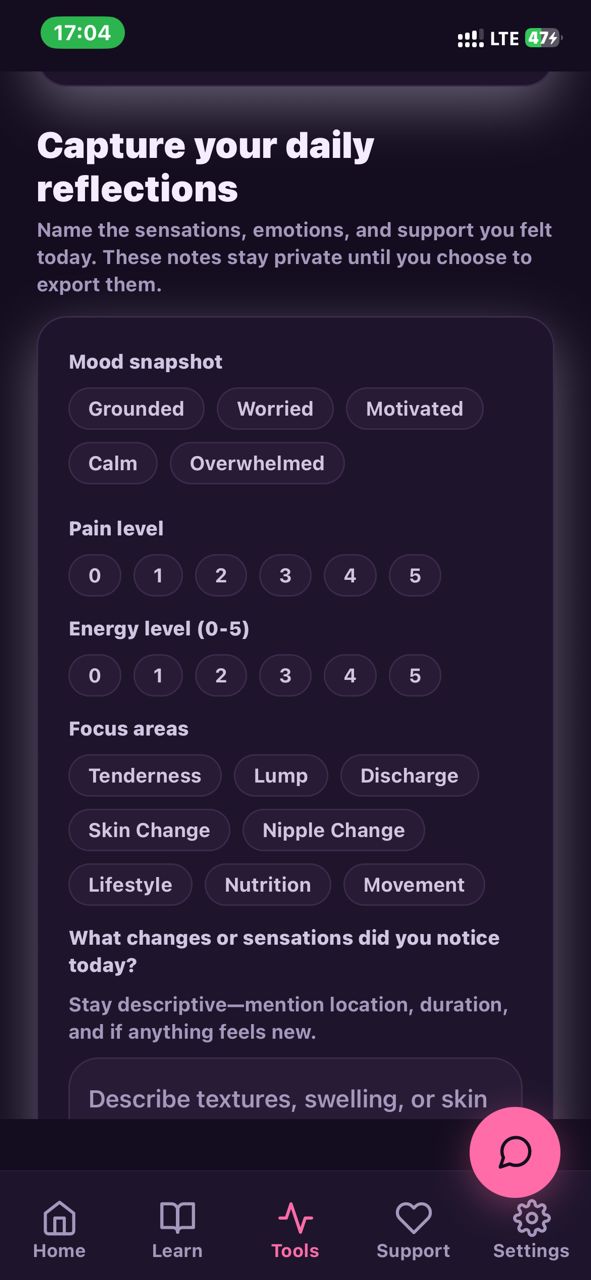 17:04
LTE 47
Capture your daily
reflections
Name the sensations, emotions, and support you felt
today. These notes stay private until you choose to
export them.
Mood snapshot
Grounded Worried Motivated
Calm Overwhelmed
Pain level
0 1 2 3 4 5
Energy level (0-5)
0 1 2 3 4 5
Focus areas
Tenderness Lump Discharge
Skin Change Nipple Change
Lifestyle Nutrition Movement
What changes or sensations did you notice
today?
Stay descriptive—mention location, duration,
and if anything feels new.
Describe textures, swelling, or skin
Home Learn Tools Support Settings